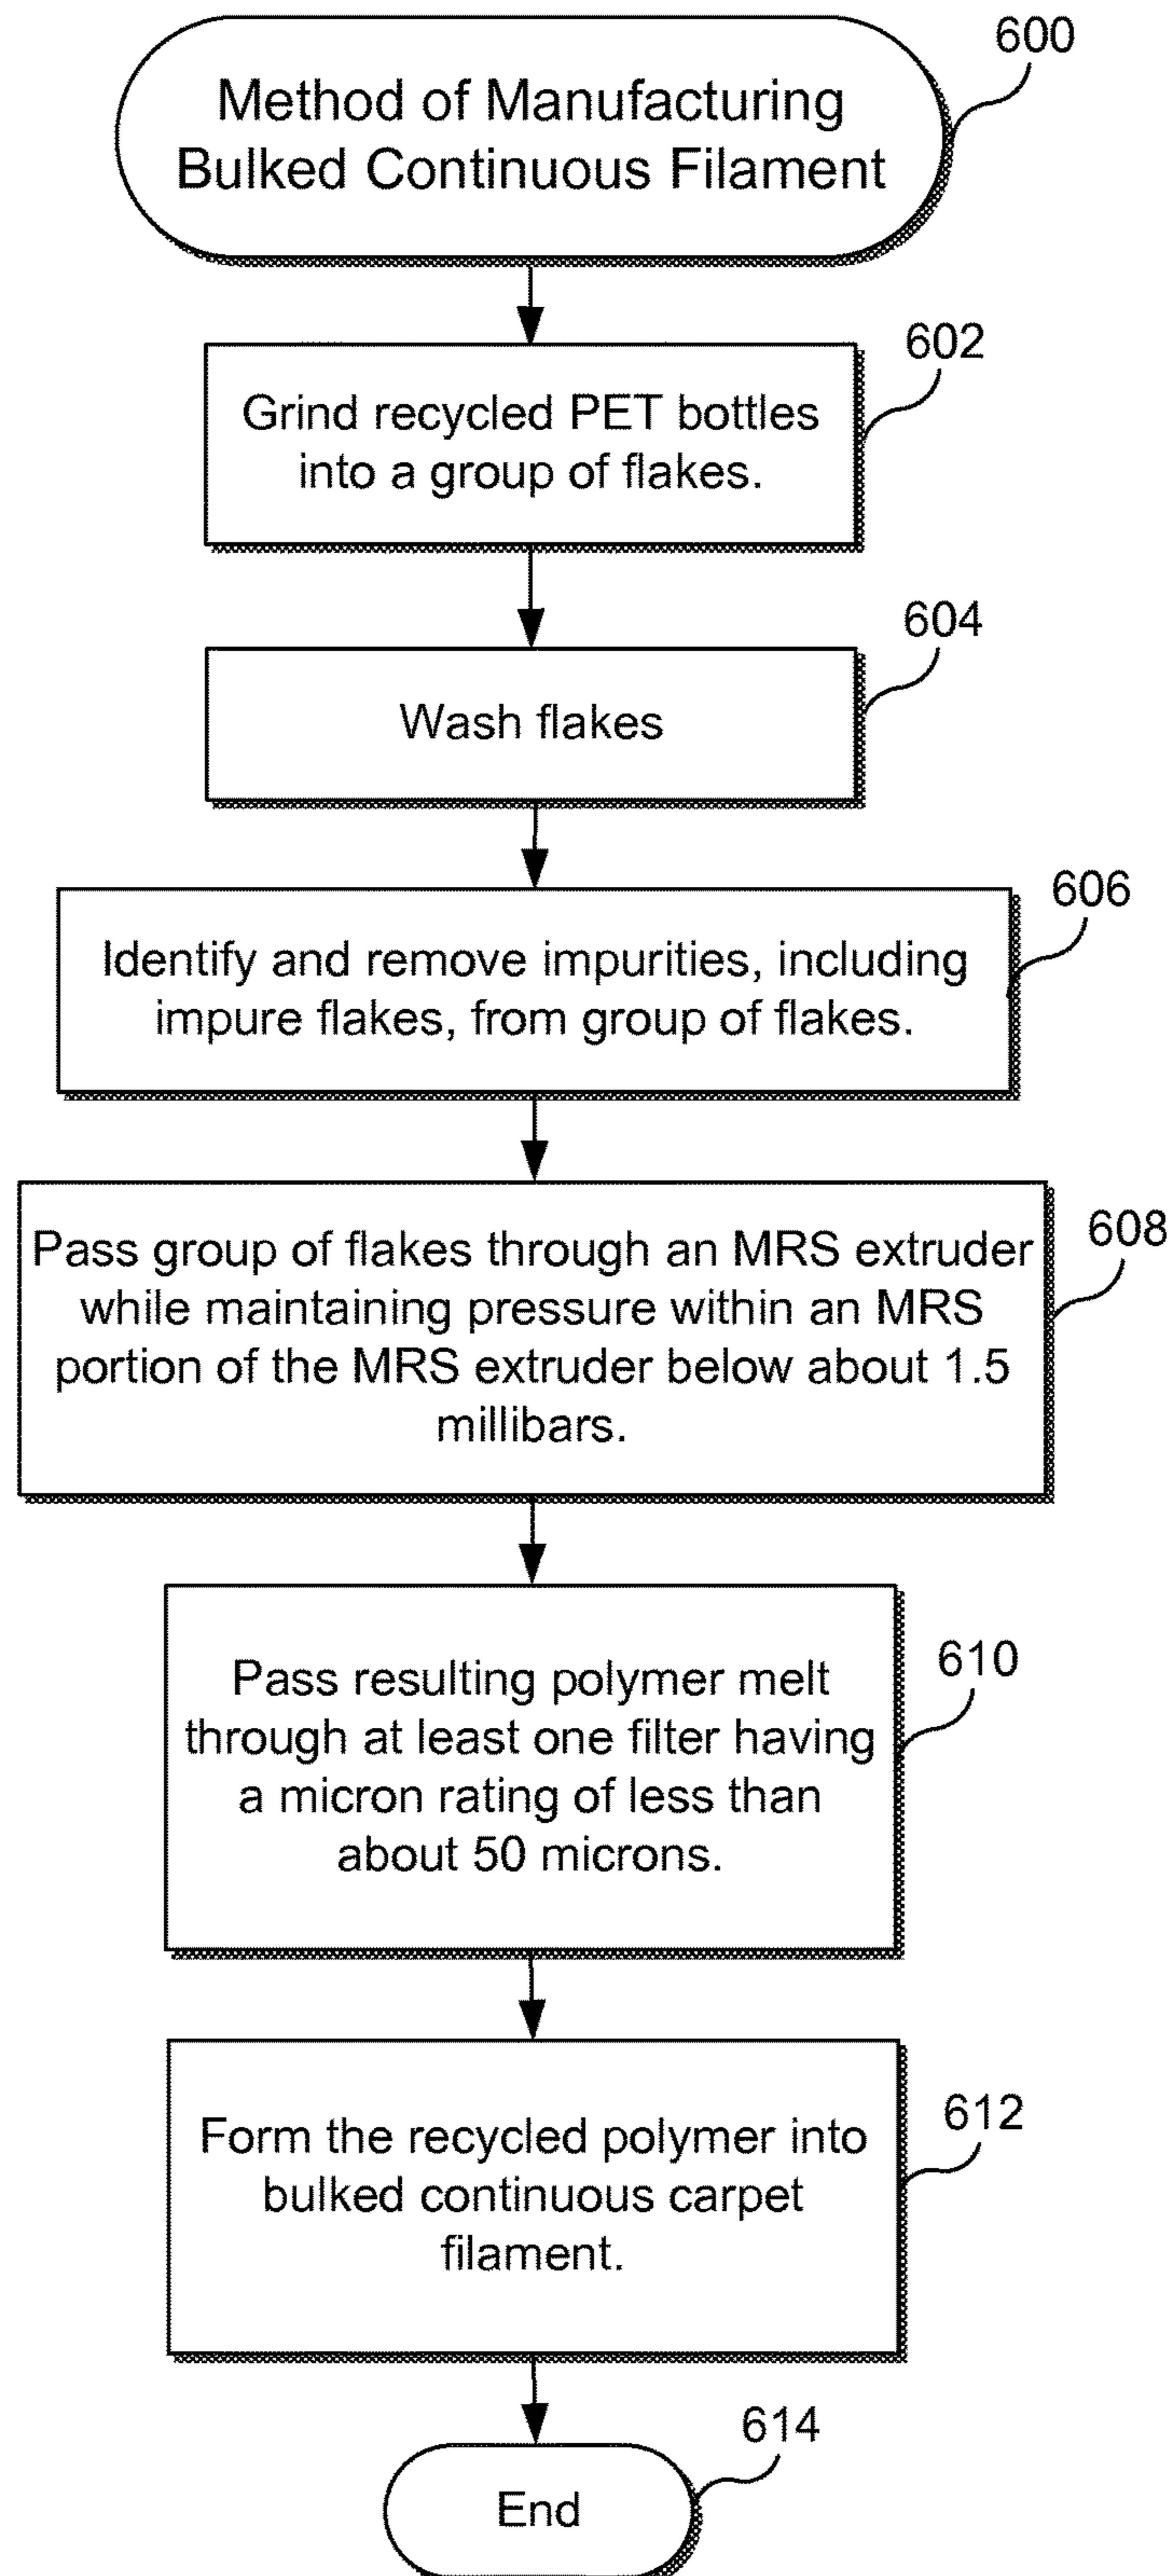 600
Method of Manufacturing
Bulked Continuous Filament
602
Grind recycled PET bottles
into a group of flakes.
604
Wash flakes
606
Identify and remove impurities, including
impure flakes, from group of flakes.
608
Pass group of flakes through an MRS extruder
while maintaining pressure within an MRS
portion of the MRS extruder below about 1.5
millibars.
610
Pass resulting polymer melt
through at least one filter having
a micron rating of less than
about 50 microns.
612
Form the recycled polymer into
bulked continuous carpet
filament.
614
End